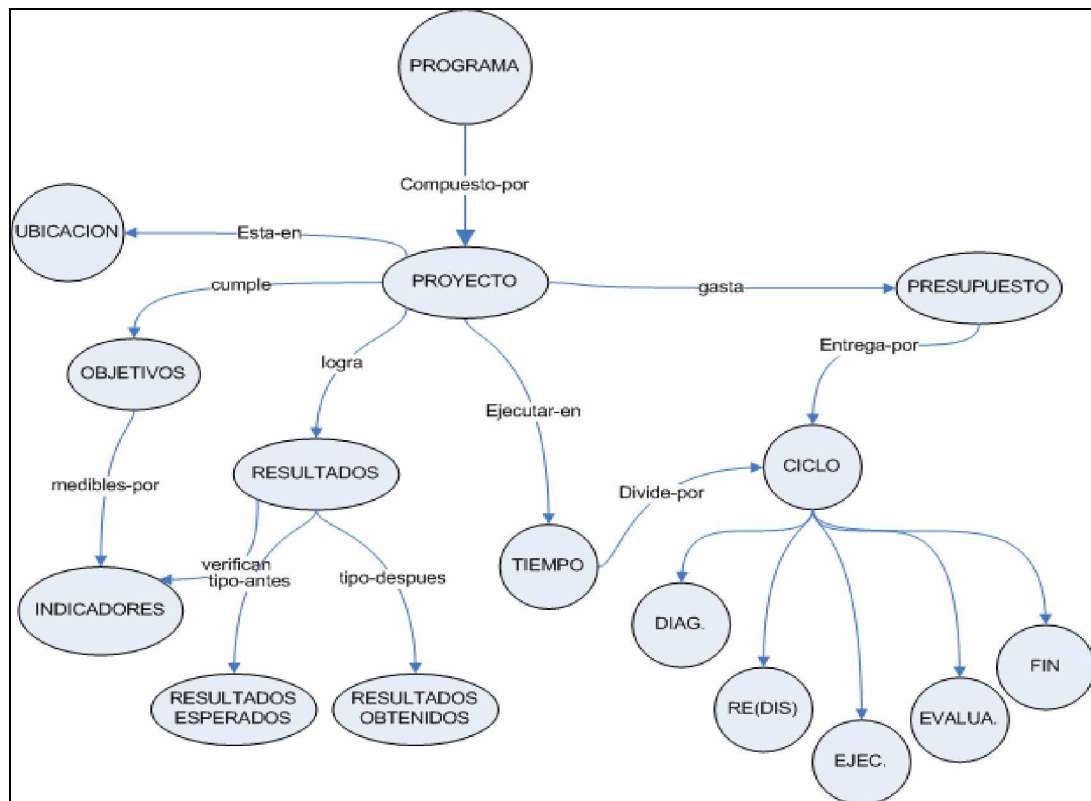 PROGRAMA
Compuesto-por
UBICACION
Esta-en
PROYECTO
cumple
gasta
PRESUPUESTO
Entrega-por
OBJETIVOS
logra
Ejecutar-en
medibles-por
RESULTADOS
CICLO
Divide-por
verifican
tipo-antes
tipo-despues
TIEMPO
INDICADORES
DIAG.
FIN
RE(DIS)
EVALUA.
EJEC.
RESULTADOS
ESPERADOS
RESULTADOS
OBTENIDOS